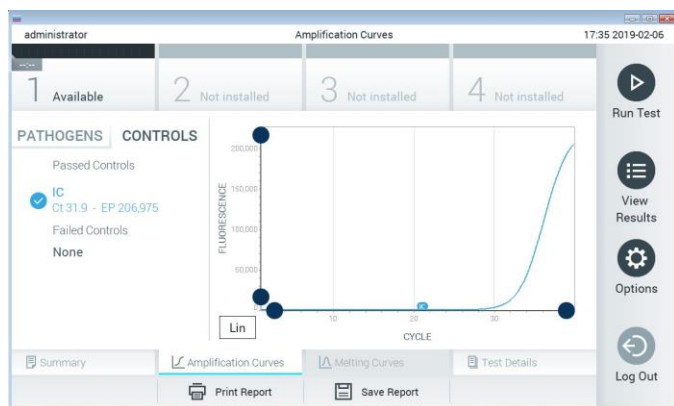 administrator
Amplification Curves
17:35 2019-02-06
--:--
1 Available
2 Not installed
3 Not installed
4 Not installed
Run Test
View
Results
Options
Log Out
PATHOGENS
CONTROLS
Passed Controls
IC
Ct 31.9 - EP 206,975
Failed Controls
None
FLUORESCENCE
200,000
150,000
100,000
50,000
0
IC
10
20
30
CYCLE
Lin
Summary
Amplification Curves
Melting Curves
Test Details
Print Report
Save Report